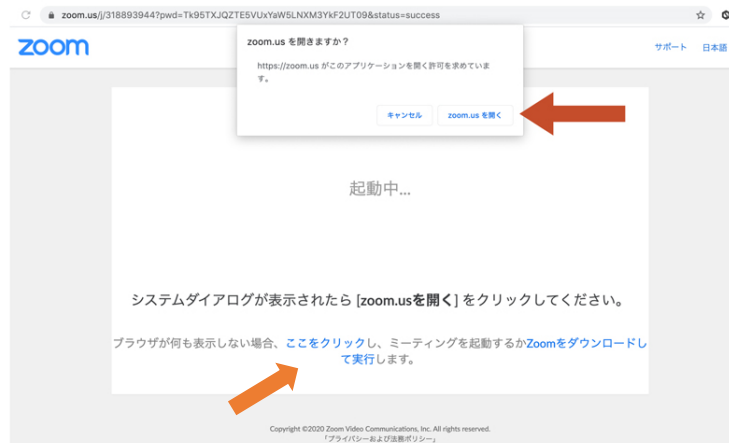 zoom.us/j/318893944?pwd=Tk95TXJQZTE5VUxYaW5LNXM3YkF2UT09&status=success
zoom
サポート 日本語
zoom.us を開きますか？
https://zoom.us がこのアプリケーションを開く許可を求めていま
す。
キャンセル zoom.us を開く
起動中...
システムダイアログが表示されたら [zoom.usを開く] をクリックしてください。
ブラウザが何も表示しない場合、ここをクリックし、ミーティングを起動するかZoomをダウンロードし
て実行します。
Copyright ©2020 Zoom Video Communications, Inc. All rights reserved.
「プライバシーおよび法務ポリシー」